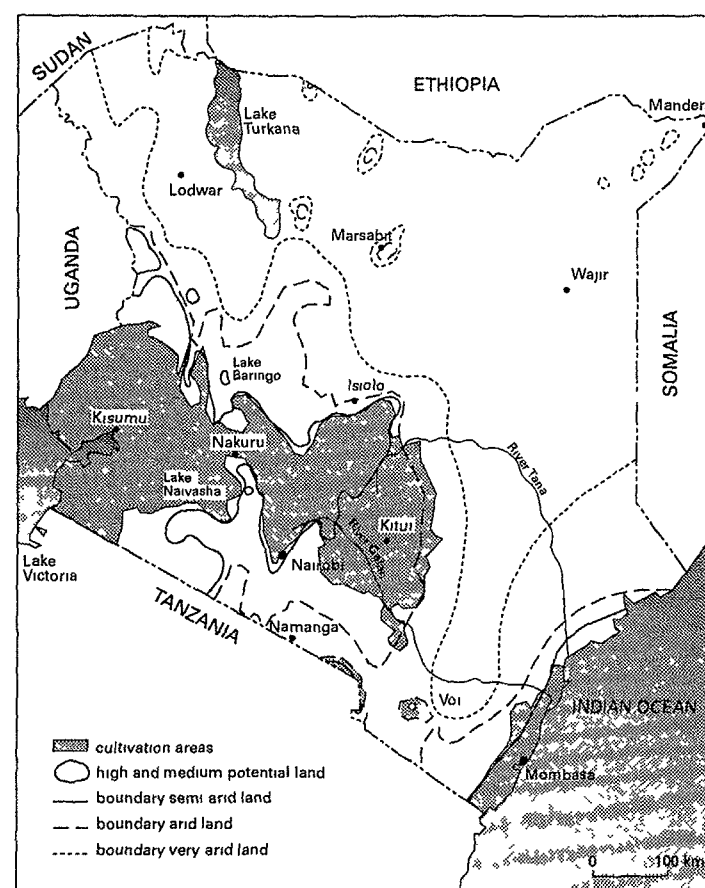 SUDAN
ETHIOPIA
Mander
Lake
Turkana
Lodwar
Marsabit
Wajir
UGANDA
SOMALIA
Lake
Baringo
Isiolo
Kisumu
Nakuru
River Tana
Lake
Naivasha
Kitui
River
Nairobi
Lake
Victoria
TANZANIA
Namanga
Voi
INDIAN OCEAN
Mombasa
cultivation areas
high and medium potential land
boundary semi arid land
boundary arid land
boundary very arid land
0 100 km